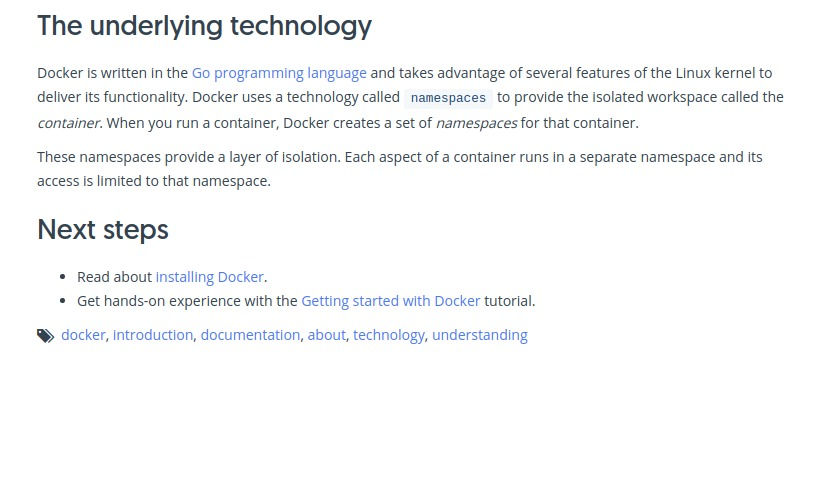 The underlying technology
Docker is written in the Go programming language and takes advantage of several features of the Linux kernel to
deliver its functionality. Docker uses a technology called namespaces to provide the isolated workspace called the
container. When you run a container, Docker creates a set of namespaces for that container.
These namespaces provide a layer of isolation. Each aspect of a container runs in a separate namespace and its
access is limited to that namespace.
Next steps
• Read about installing Docker.
• Get hands-on experience with the Getting started with Docker tutorial.
docker, introduction, documentation, about, technology, understanding